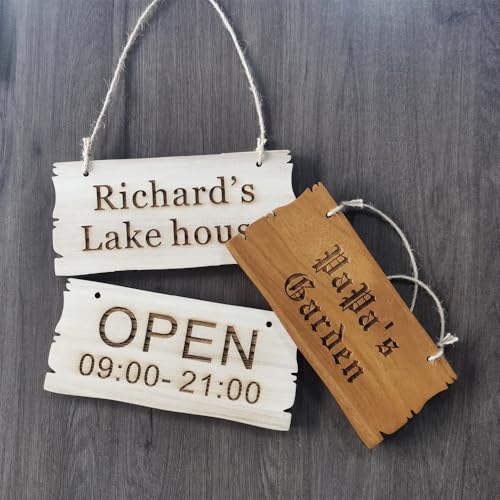 Richard's
Lake hous
OPEN
09:00-21:00
PaPa's
Garden